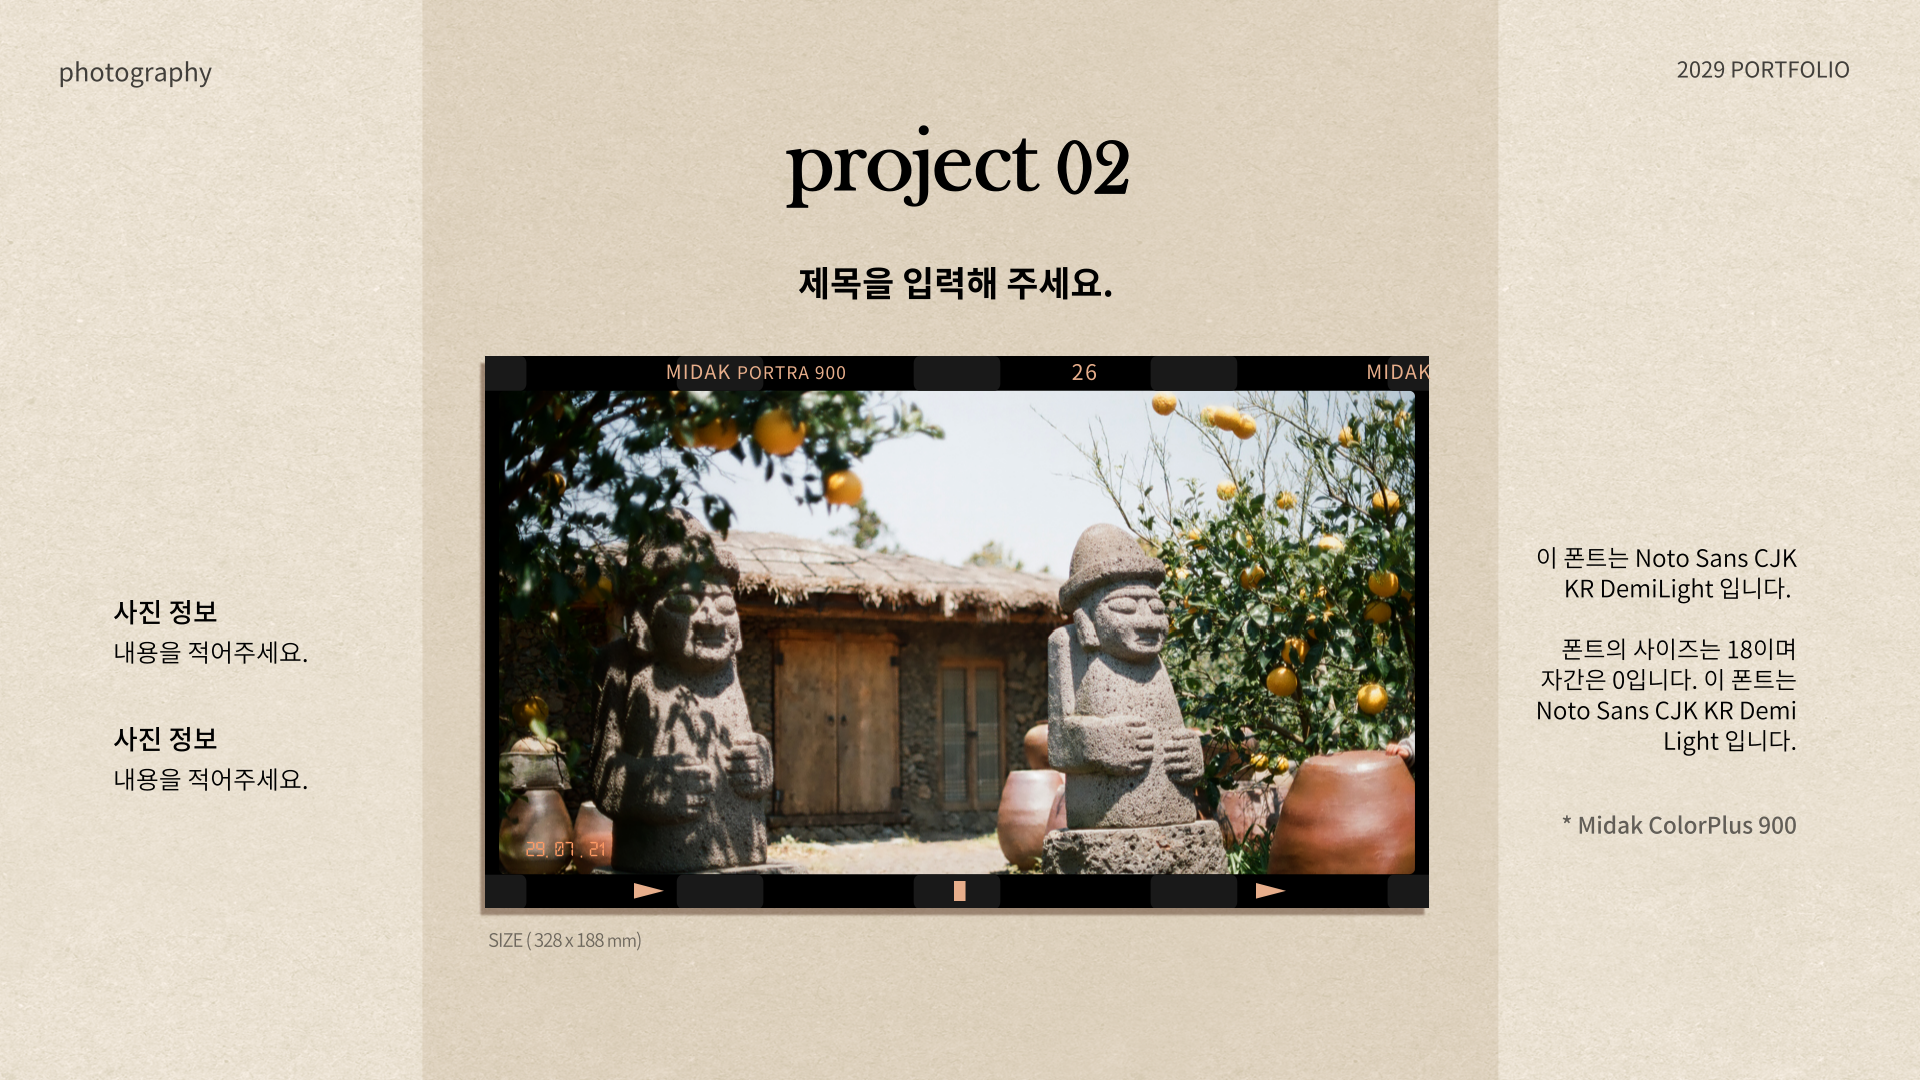 photography
2029 PORTFOLIO
project 02
제목을 입력해 주세요.
MIDAK PORTRA 900
26
MIDAK
29.07.21
SIZE ( 328 x 188 mm)
사진 정보
내용을 적어주세요.
사진 정보
내용을 적어주세요.
이 폰트는 Noto Sans CJK
KR DemiLight 입니다.
폰트의 사이즈는 18이며
자간은 0입니다. 이 폰트는
Noto Sans CJK KR Demi
Light 입니다.
* Midak ColorPlus 900